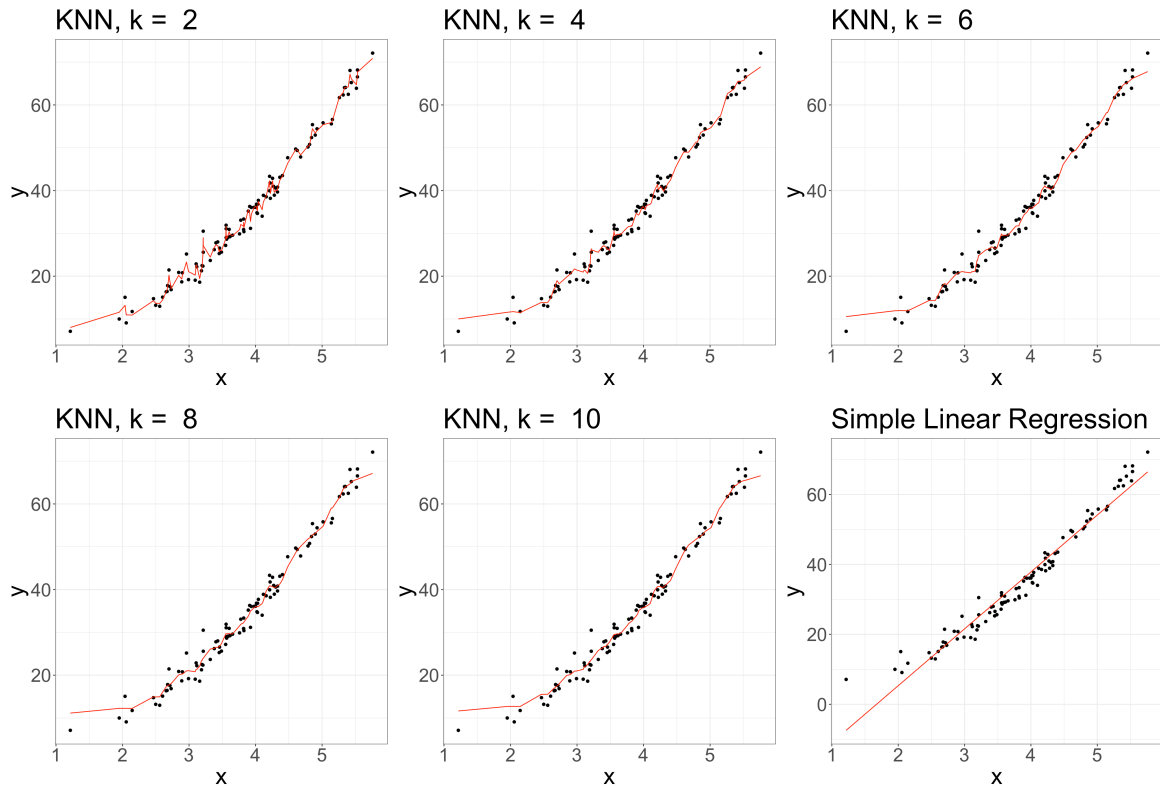 KNN, k =  2
60
40
20
y
1 2 3 4 5
x
KNN, k =  4
60
40
20
y
1 2 3 4 5
x
KNN, k =  6
60
40
20
y
1 2 3 4 5
x
KNN, k =  8
60
40
20
y
1 2 3 4 5
x
KNN, k =  10
60
40
20
y
1 2 3 4 5
x
Simple Linear Regression
60
40
20
0
y
1 2 3 4 5
x